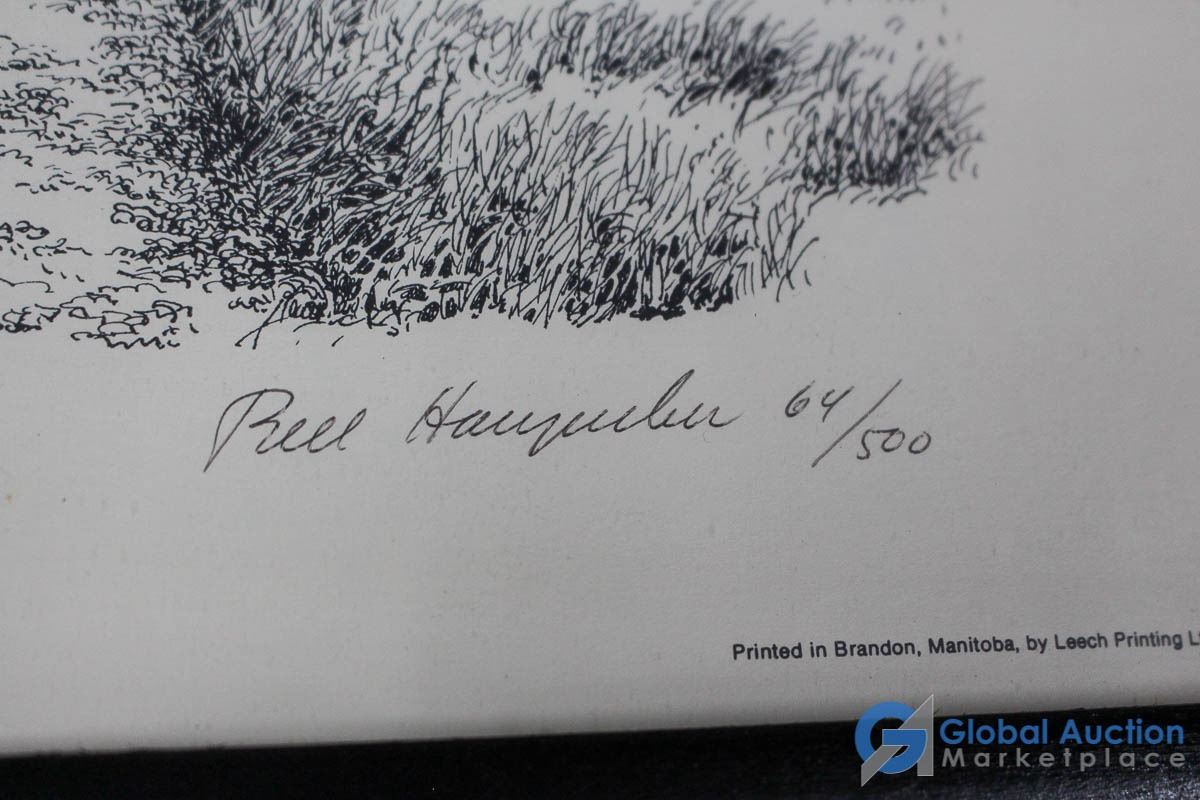 64/500
Printed in Brandon, Manitoba, by Leech Printing
Global Auction
Marketplace